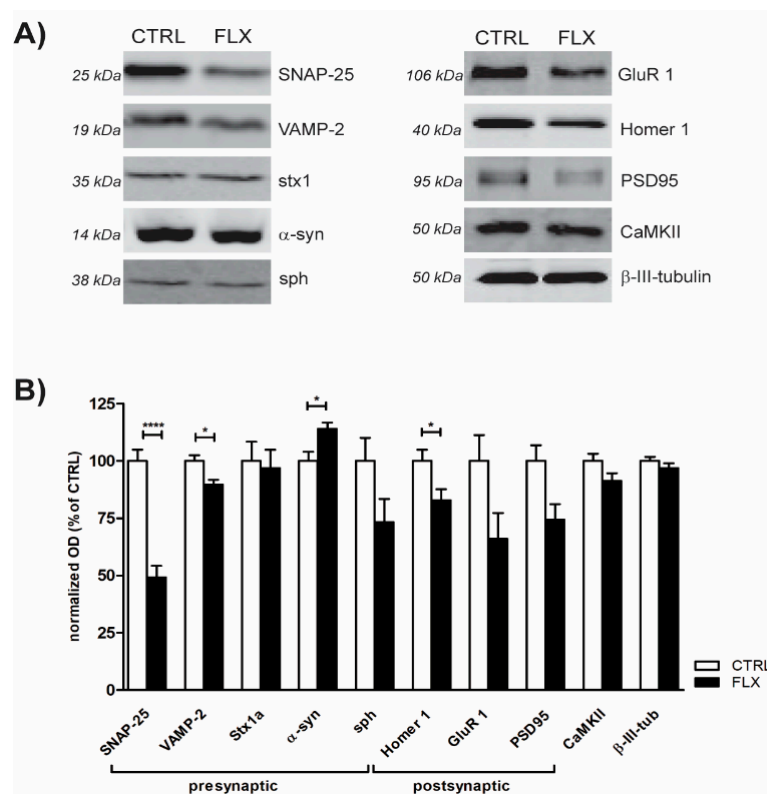 A)
CTRL FLX
25 kDa SNAP-25
19 kDa VAMP-2
35 kDa stx1
14 kDa α-syn
38 kDa sph
CTRL FLX
106 kDa GluR 1
40 kDa Homer 1
95 kDa PSD95
50 kDa CaMKII
50 kDa β-III-tubulin
B)
normalized OD (% of CTRL)
125
100
75
50
25
0
**** * * *
CTRL
FLX
SNAP-25 VAMP-2 Stx1a α-syn sph Homer 1 GluR 1 PSD95 CaMKII β-III-tub
presynaptic postsynaptic